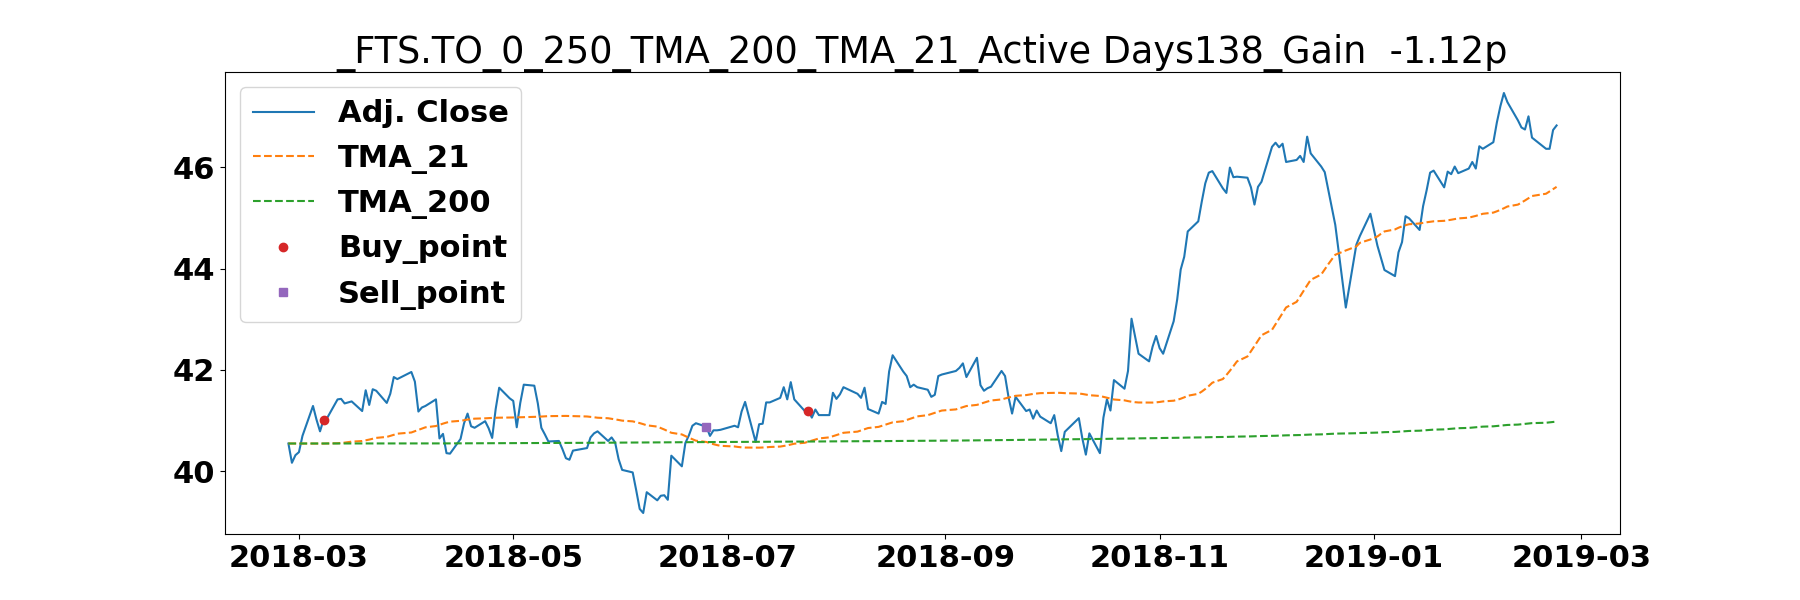 _FTS.TO_0_250_TMA_200_TMA_21_Active Days138_Gain  -1.12p
Adj. Close
TMA_21
TMA_200
Buy_point
Sell_point
46
44
42
40
2018-03 2018-05 2018-07 2018-09 2018-11 2019-01 2019-03